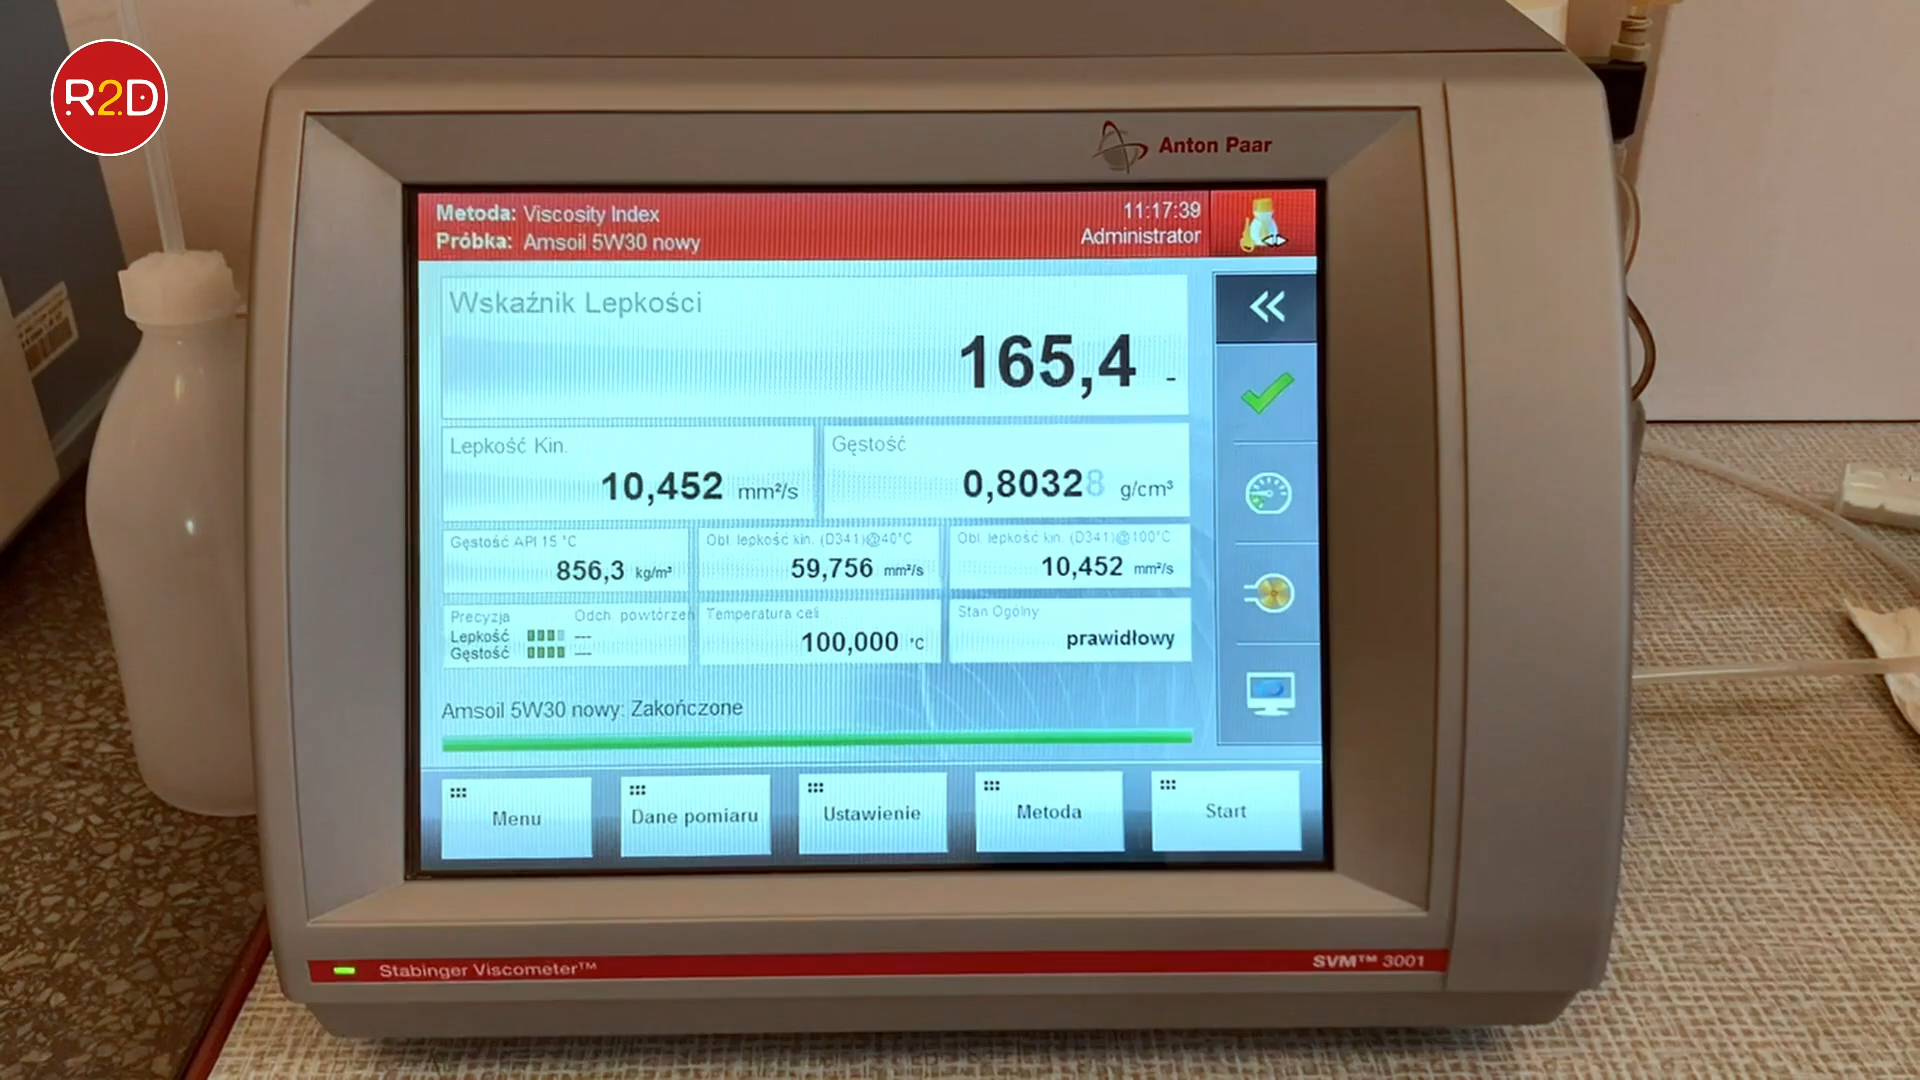 R2D
Anton Paar
Metoda: Viscosity Index
Próbka: Amsoil 5W30 nowy
11:17:39
Administrator
Wskaźnik Lepkości
165,4 -
Lepkość Kin.
10,452 mm²/s
Gęstość
0,80328 g/cm³
Gęstość API 15 °C
856,3 kg/m³
Obl. lepkość kin. (D341)@40°C
59,756 mm²/s
Obl. lepkość kin. (D341)@100°C
10,452 mm²/s
Precyzja Odch. powtórzeń
Lepkość ---
Gęstość ---
Temperatura celi
100,000 °C
Stan Ogólny
prawidłowy
Amsoil 5W30 nowy: Zakończone
Menu
Dane pomiaru
Ustawienie
Metoda
Start
Stabinger Viscometer™
SVM™ 3001